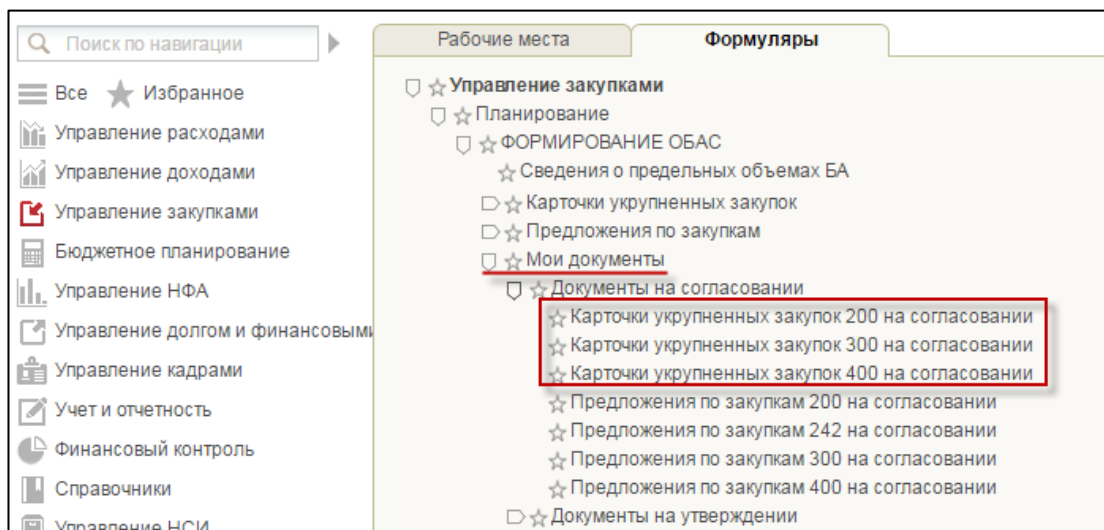 Поиск по навигации
Все Избранное
Управление расходами
Управление доходами
Управление закупками
Бюджетное планирование
Управление НФА
Управление долгом и финансовыми
Управление кадрами
Учет и отчетность
Финансовый контроль
Справочники
Управление НСИ
Рабочие места
Формуляры
Управление закупками
Планирование
ФОРМИРОВАНИЕ ОБАС
Сведения о предельных объемах БА
Карточки укрупненных закупок
Предложения по закупкам
Мои документы
Документы на согласовании
Карточки укрупненных закупок 200 на согласовании
Карточки укрупненных закупок 300 на согласовании
Карточки укрупненных закупок 400 на согласовании
Предложения по закупкам 200 на согласовании
Предложения по закупкам 242 на согласовании
Предложения по закупкам 300 на согласовании
Предложения по закупкам 400 на согласовании
Документы на утверждении